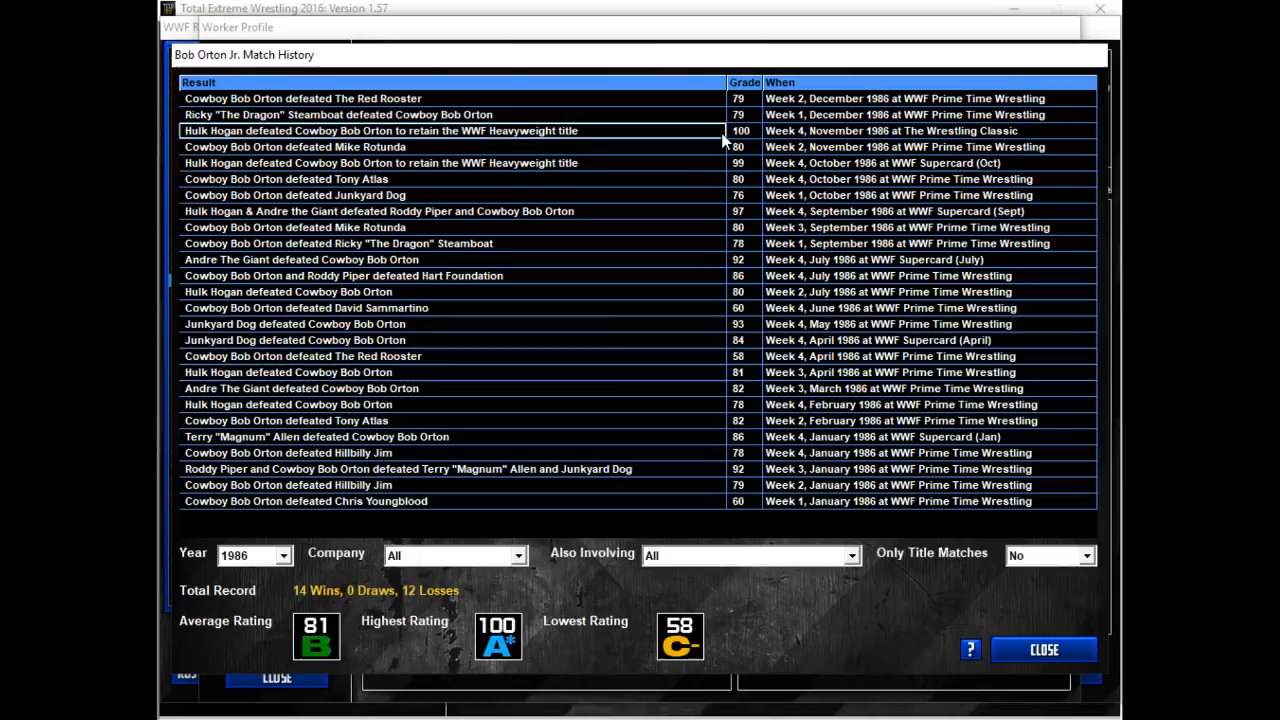 Total Extreme Wrestling 2016: Version 1.57
WWF R Worker Profile
Bob Orton Jr. Match History
Result Grade When
Cowboy Bob Orton defeated The Red Rooster 79 Week 2, December 1986 at WWF Prime Time Wrestling
Ricky "The Dragon" Steamboat defeated Cowboy Bob Orton 79 Week 1, December 1986 at WWF Prime Time Wrestling
Hulk Hogan defeated Cowboy Bob Orton to retain the WWF Heavyweight title 100 Week 4, November 1986 at The Wrestling Classic
Cowboy Bob Orton defeated Mike Rotunda 80 Week 2, November 1986 at WWF Prime Time Wrestling
Hulk Hogan defeated Cowboy Bob Orton to retain the WWF Heavyweight title 99 Week 4, October 1986 at WWF Supercard (Oct)
Cowboy Bob Orton defeated Tony Atlas 80 Week 4, October 1986 at WWF Prime Time Wrestling
Cowboy Bob Orton defeated Junkyard Dog 76 Week 1, October 1986 at WWF Prime Time Wrestling
Hulk Hogan & Andre the Giant defeated Roddy Piper and Cowboy Bob Orton 97 Week 4, September 1986 at WWF Supercard (Sept)
Cowboy Bob Orton defeated Mike Rotunda 80 Week 3, September 1986 at WWF Prime Time Wrestling
Cowboy Bob Orton defeated Ricky "The Dragon" Steamboat 78 Week 1, September 1986 at WWF Prime Time Wrestling
Andre The Giant defeated Cowboy Bob Orton 92 Week 4, July 1986 at WWF Supercard (July)
Cowboy Bob Orton and Roddy Piper defeated Hart Foundation 86 Week 4, July 1986 at WWF Prime Time Wrestling
Hulk Hogan defeated Cowboy Bob Orton 80 Week 2, July 1986 at WWF Prime Time Wrestling
Cowboy Bob Orton defeated David Sammartino 60 Week 4, June 1986 at WWF Prime Time Wrestling
Junkyard Dog defeated Cowboy Bob Orton 93 Week 4, May 1986 at WWF Prime Time Wrestling
Junkyard Dog defeated Cowboy Bob Orton 84 Week 4, April 1986 at WWF Supercard (April)
Cowboy Bob Orton defeated The Red Rooster 58 Week 4, April 1986 at WWF Prime Time Wrestling
Hulk Hogan defeated Cowboy Bob Orton 81 Week 3, April 1986 at WWF Prime Time Wrestling
Andre The Giant defeated Cowboy Bob Orton 82 Week 3, March 1986 at WWF Prime Time Wrestling
Hulk Hogan defeated Cowboy Bob Orton 78 Week 4, February 1986 at WWF Prime Time Wrestling
Cowboy Bob Orton defeated Tony Atlas 82 Week 2, February 1986 at WWF Prime Time Wrestling
Terry "Magnum" Allen defeated Cowboy Bob Orton 86 Week 4, January 1986 at WWF Supercard (Jan)
Cowboy Bob Orton defeated Hillbilly Jim 78 Week 4, January 1986 at WWF Prime Time Wrestling
Roddy Piper and Cowboy Bob Orton defeated Terry "Magnum" Allen and Junkyard Dog 92 Week 3, January 1986 at WWF Prime Time Wrestling
Cowboy Bob Orton defeated Hillbilly Jim 79 Week 2, January 1986 at WWF Prime Time Wrestling
Cowboy Bob Orton defeated Chris Youngblood 60 Week 1, January 1986 at WWF Prime Time Wrestling
Year 1986 Company All Also Involving All Only Title Matches No
Total Record 14 Wins, 0 Draws, 12 Losses
Average Rating 81 B Highest Rating 100 A* Lowest Rating 58 C-
? CLOSE
CLOSE